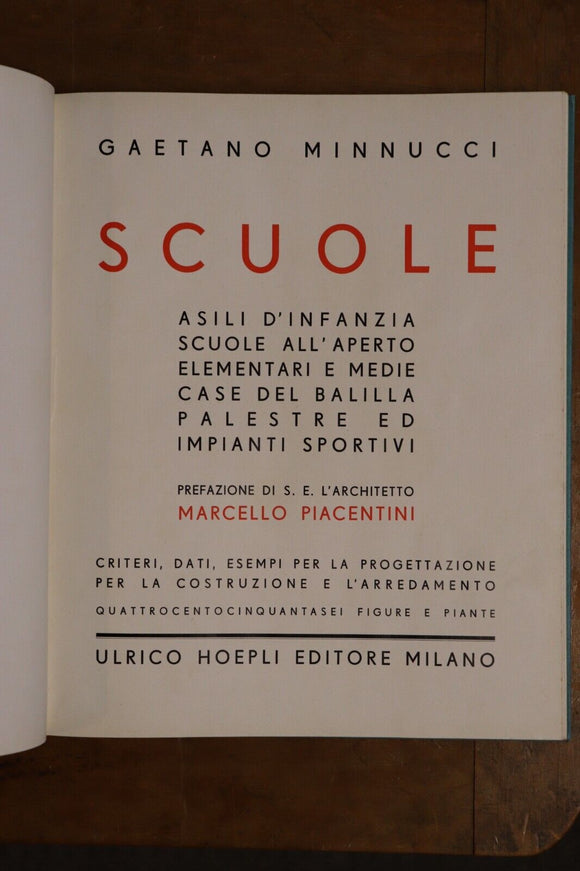 GAETANO MINNUCCI
SCUOLE
ASILI D'INFANZIA
SCUOLE ALL'APERTO
ELEMENTARI E MEDIE
CASE DEL BALILLA
PALESTRE ED
IMPIANTI SPORTIVI
PREFAZIONE DI S. E. L'ARCHITETTO
MARCELLO PIACENTINI
CRITERI, DATI, ESEMPI PER LA PROGETTAZIONE
PER LA COSTRUZIONE E L'ARREDAMENTO
QUATTROCENTOCINQUANTASEI FIGURE E PIANTE
ULRICO HOEPLI EDITORE MILANO